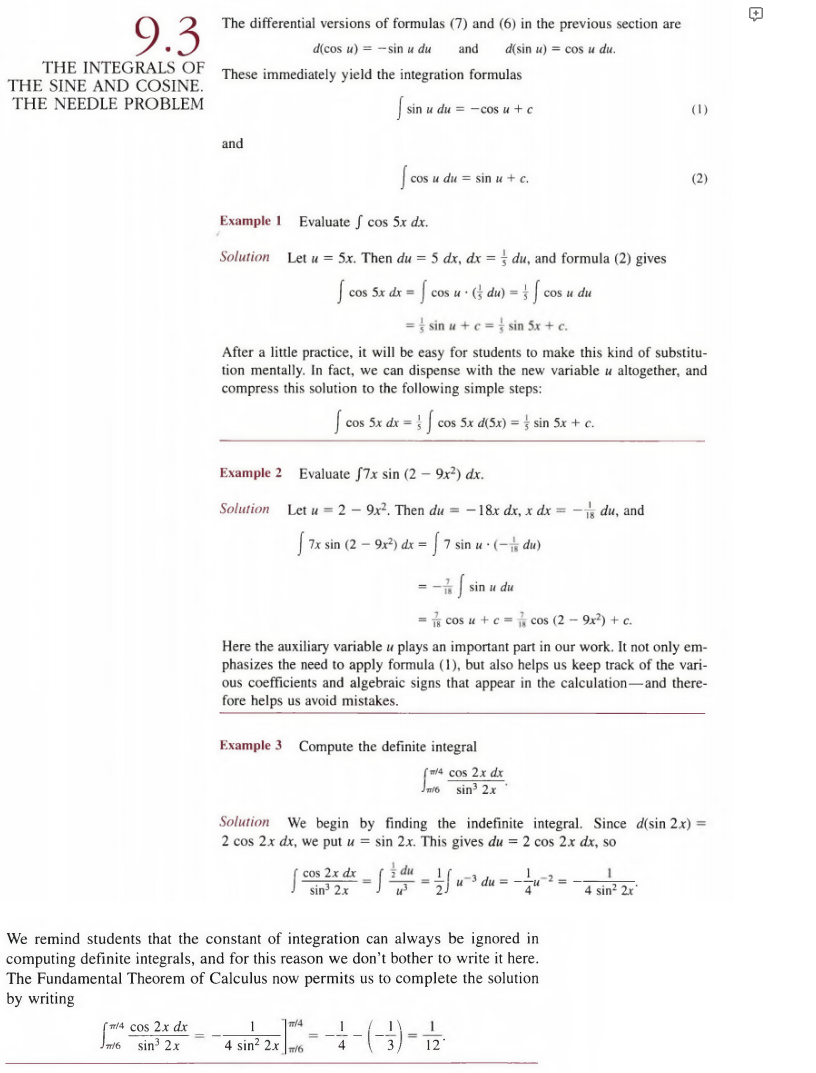 9.3
THE INTEGRALS OF
THE SINE AND COSINE.
THE NEEDLE PROBLEM
The differential versions of formulas (7) and (6) in the previous section are
d(cos u) = −sin u du and d(sin u) = cos u du.
These immediately yield the integration formulas
∫ sin u du = −cos u + c (1)
and
∫ cos u du = sin u + c. (2)
Example 1 Evaluate ∫ cos 5x dx.
Solution Let u = 5x. Then du = 5 dx, dx = 1/5 du, and formula (2) gives
∫ cos 5x dx = ∫ cos u · (1/5 du) = 1/5 ∫ cos u du
= 1/5 sin u + c = 1/5 sin 5x + c.
After a little practice, it will be easy for students to make this kind of substitu-
tion mentally. In fact, we can dispense with the new variable u altogether, and
compress this solution to the following simple steps:
∫ cos 5x dx = 1/5 ∫ cos 5x d(5x) = 1/5 sin 5x + c.
Example 2 Evaluate ∫7x sin (2 − 9x²) dx.
Solution Let u = 2 − 9x². Then du = −18x dx, x dx = −1/18 du, and
∫ 7x sin (2 − 9x²) dx = ∫ 7 sin u · (−1/18 du)
= −7/18 ∫ sin u du
= 7/18 cos u + c = 7/18 cos (2 − 9x²) + c.
Here the auxiliary variable u plays an important part in our work. It not only em-
phasizes the need to apply formula (1), but also helps us keep track of the vari-
ous coefficients and algebraic signs that appear in the calculation—and there-
fore helps us avoid mistakes.
Example 3 Compute the definite integral
∫_{π/6}^{π/4} cos 2x dx / sin³ 2x.
Solution We begin by finding the indefinite integral. Since d(sin 2x) =
2 cos 2x dx, we put u = sin 2x. This gives du = 2 cos 2x dx, so
∫ cos 2x dx / sin³ 2x = ∫ 1/2 du / u³ = 1/2 ∫ u⁻³ du = −1/4 u⁻² = −1 / 4 sin² 2x.
We remind students that the constant of integration can always be ignored in
computing definite integrals, and for this reason we don't bother to write it here.
The Fundamental Theorem of Calculus now permits us to complete the solution
by writing
∫_{π/6}^{π/4} cos 2x dx / sin³ 2x = −1 / 4 sin² 2x ]_{π/6}^{π/4} = −1/4 − (−1/3) = 1/12.